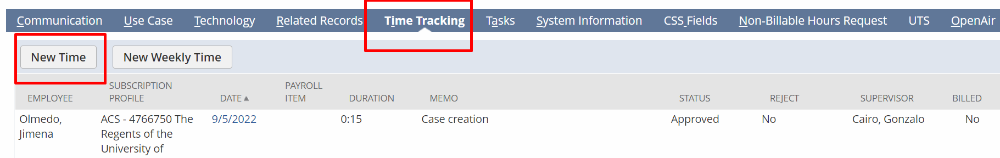 Communication Use Case Technology Related Records Time Tracking Tasks System Information CSS Fields Non-Billable Hours Request UTS OpenAir
New Time New Weekly Time
EMPLOYEE SUBSCRIPTION PROFILE DATE PAYROLL ITEM DURATION MEMO STATUS REJECT SUPERVISOR BILLED
Olmedo, ACS - 4766750 The 9/5/2022 0:15 Case creation Approved No Cairo, Gonzalo No
Jimena Regents of the
University of